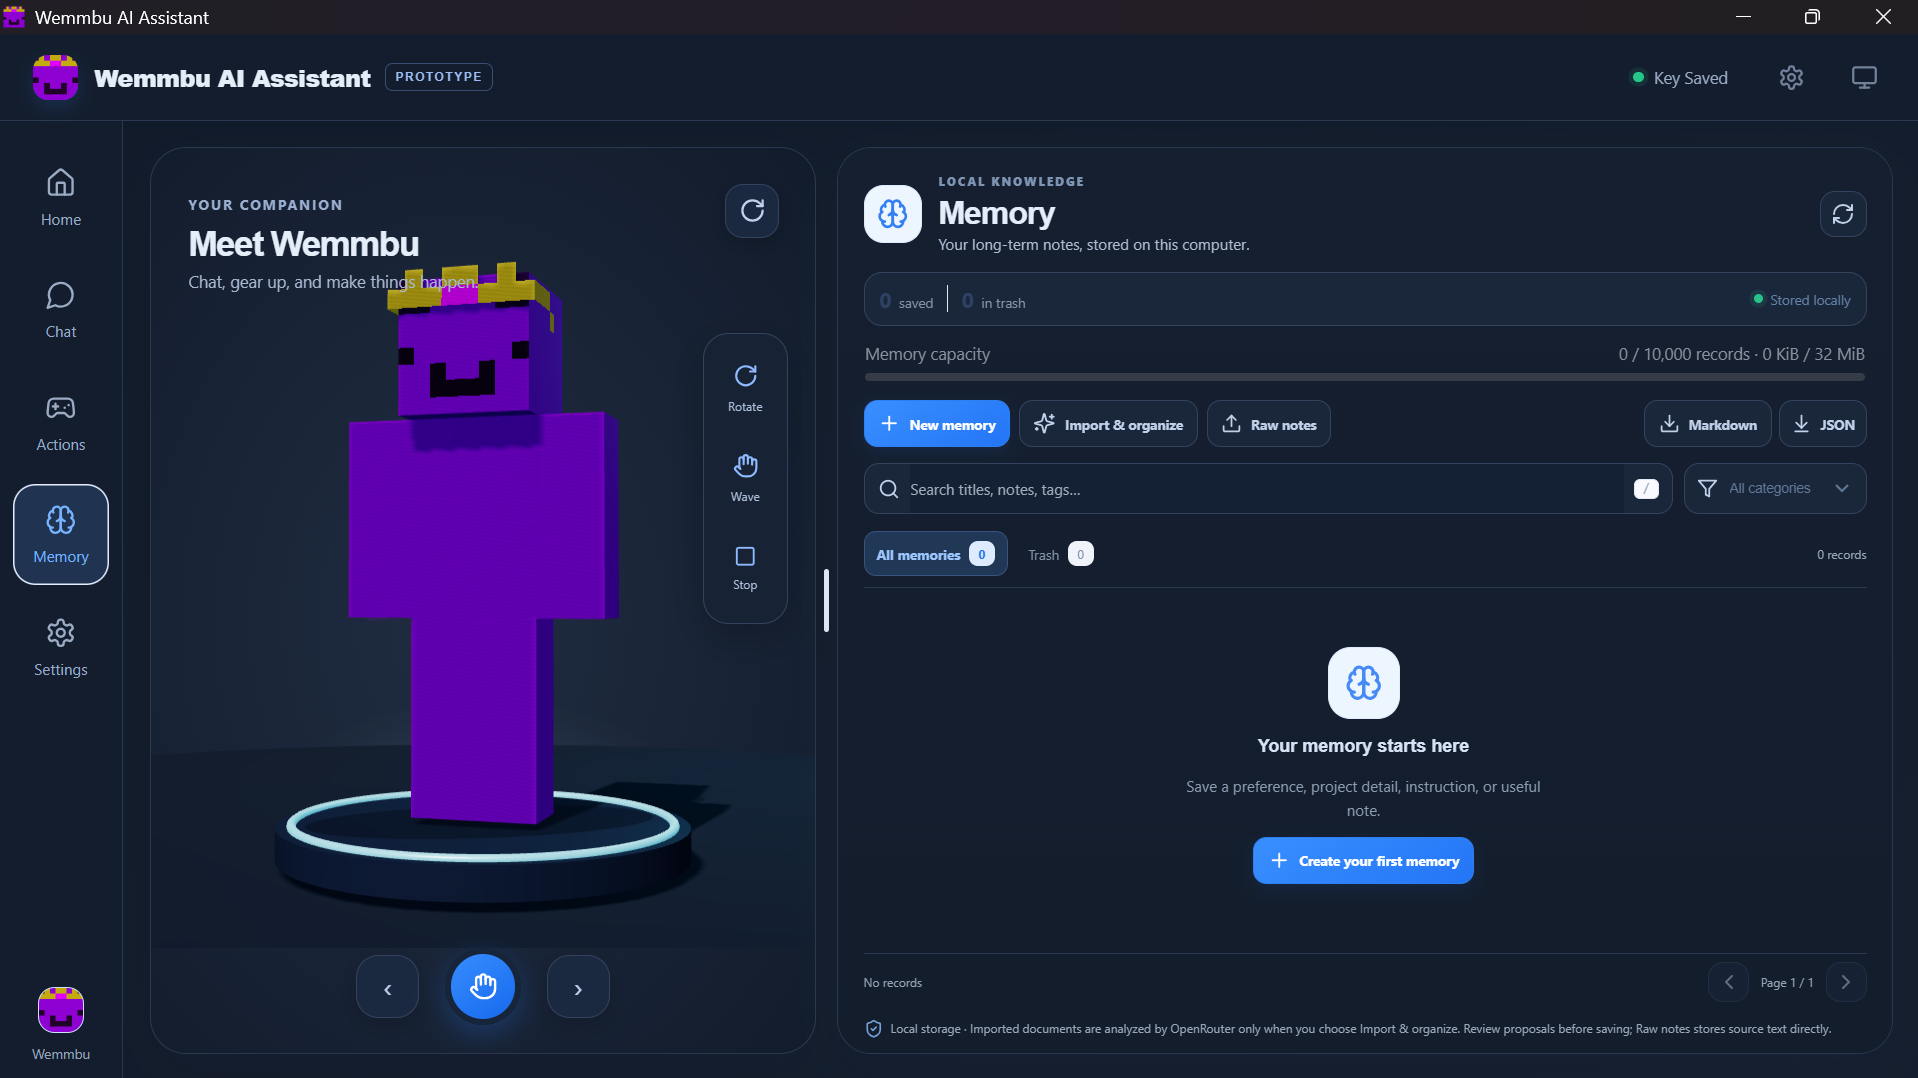 Wemmbu AI Assistant
Wemmbu AI Assistant PROTOTYPE
Key Saved
Home
Chat
Actions
Memory
Settings
Wemmbu
YOUR COMPANION
Meet Wemmbu
Chat, gear up, and make things happen.
Rotate
Wave
Stop
LOCAL KNOWLEDGE
Memory
Your long-term notes, stored on this computer.
0 saved 0 in trash Stored locally
Memory capacity 0 / 10,000 records · 0 KiB / 32 MiB
New memory Import & organize Raw notes Markdown JSON
Search titles, notes, tags... / All categories
All memories 0 Trash 0 0 records
Your memory starts here
Save a preference, project detail, instruction, or useful
note.
Create your first memory
No records Page 1 / 1
Local storage · Imported documents are analyzed by OpenRouter only when you choose Import & organize. Review proposals before saving; Raw notes stores source text directly.